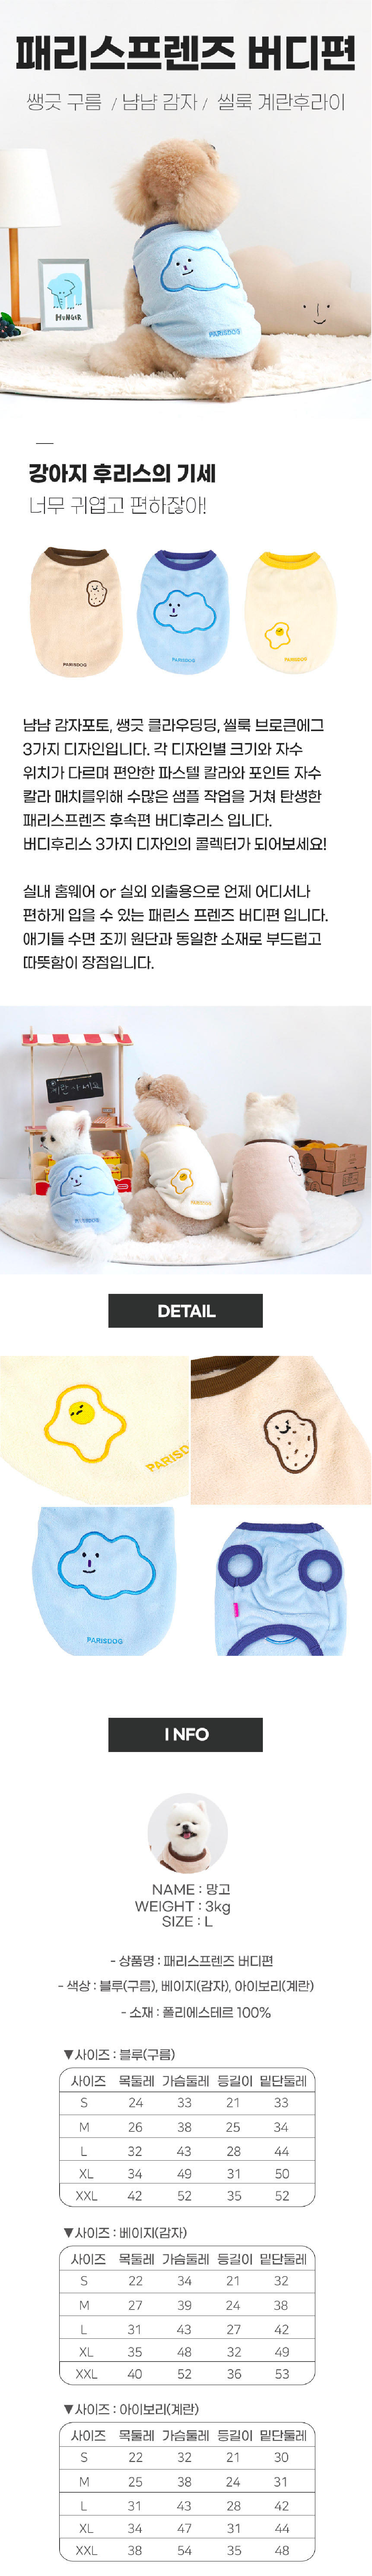 패리스프렌즈 버디편
쌩긋 구름 / 냠냠 감자 / 씰룩 계란후라이
HUNGER
PARISDOG
강아지 후리스의 기세
너무 귀엽고 편하잖아!
PARISDOG
PARISDOG
PARISDOG
냠냠 감자포토, 쌩긋 클라우딩딩, 씰룩 브로큰에그
3가지 디자인입니다. 각 디자인별 크기와 자수
위치가 다르며 편안한 파스텔 칼라와 포인트 자수
칼라 매치를위해 수많은 샘플 작업을 거쳐 탄생한
패리스프렌즈 후속편 버디후리스 입니다.
버디후리스 3가지 디자인의 콜렉터가 되어보세요!
실내 홈웨어 or 실외 외출용으로 언제 어디서나
편하게 입을 수 있는 패린스 프렌즈 버디편 입니다.
애기들 수면 조끼 원단과 동일한 소재로 부드럽고
따뜻함이 장점입니다.
계란사세요
PARISDOG
PARISDOG
DETAIL
PARISD
PARISDOG
INFO
NAME : 망고
WEIGHT : 3kg
SIZE : L
- 상품명 : 패리스프렌즈 버디편
- 색상 : 블루(구름), 베이지(감자), 아이보리(계란)
- 소재 : 폴리에스테르 100%
▼사이즈 : 블루(구름)
사이즈 목둘레 가슴둘레 등길이 밑단둘레
S 24 33 21 33
M 26 38 25 34
L 32 43 28 44
XL 34 49 31 50
XXL 42 52 35 52
▼사이즈 : 베이지(감자)
사이즈 목둘레 가슴둘레 등길이 밑단둘레
S 22 34 21 32
M 27 39 24 38
L 31 43 27 42
XL 35 48 32 49
XXL 40 52 36 53
▼사이즈 : 아이보리(계란)
사이즈 목둘레 가슴둘레 등길이 밑단둘레
S 22 32 21 30
M 25 38 24 31
L 31 43 28 42
XL 34 47 31 44
XXL 38 54 35 48